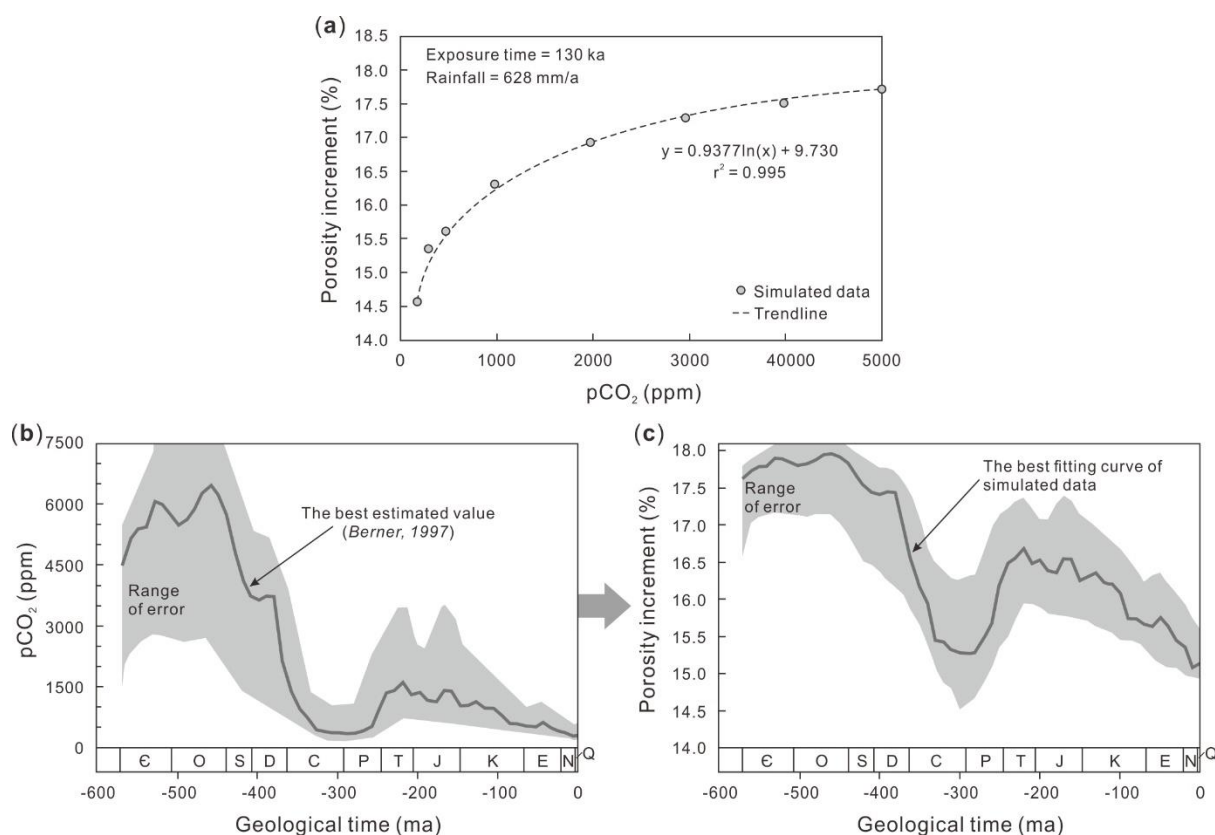 (a)
18.5
18.0
17.5
17.0
16.5
16.0
15.5
15.0
14.5
14.0
Porosity increment (%)
Exposure time = 130 ka
Rainfall = 628 mm/a
y = 0.9377ln(x) + 9.730
r² = 0.995
Simulated data
Trendline
0 1000 2000 3000 40000 5000
pCO₂ (ppm)
(b)
7500
6000
4500
3000
1500
0
pCO₂ (ppm)
The best estimated value
(Berner, 1997)
Range
of error
Є O S D C P T J K E N Q
-600 -500 -400 -300 -200 -100 0
Geological time (ma)
(c)
18.0
17.5
17.0
16.5
16.0
15.5
15.0
14.0
Porosity increment (%)
The best fitting curve of
simulated data
Range
of error
Є O S D C P T J K E N Q
-600 -500 -400 -300 -200 -100 0
Geological time (ma)